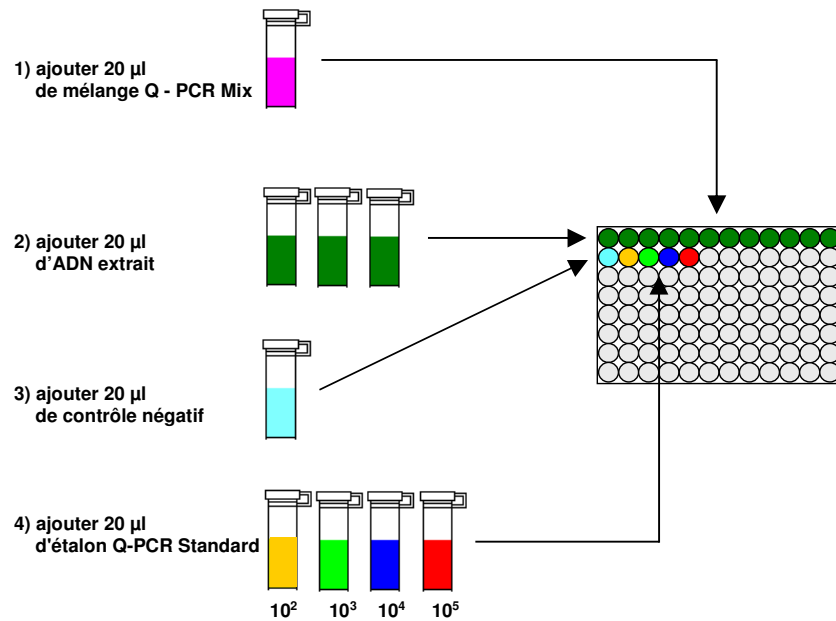 1) ajouter 20 µl
de mélange Q - PCR Mix
2) ajouter 20 µl
d'ADN extrait
3) ajouter 20 µl
de contrôle négatif
4) ajouter 20 µl
d'étalon Q-PCR Standard
10² 10³ 10⁴ 10⁵